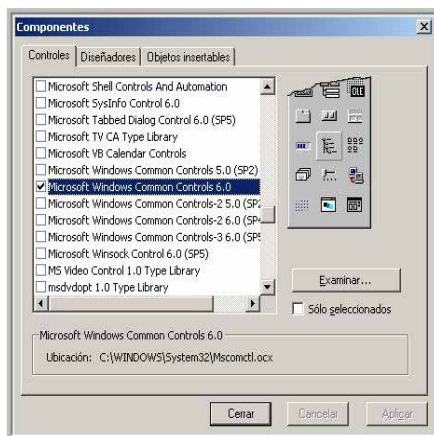 Componentes
Controles Diseñadores Objetos insertables
Microsoft Shell Controls And Automation
Microsoft SysInfo Control 6.0
Microsoft Tabbed Dialog Control 6.0 (SP5)
Microsoft TV CA Type Library
Microsoft VB Calendar Controls
Microsoft Windows Common Controls 5.0 (SP2)
Microsoft Windows Common Controls 6.0
Microsoft Windows Common Controls-2 5.0 (SP2
Microsoft Windows Common Controls-2 6.0 (SP4
Microsoft Windows Common Controls-3 6.0 (SP5
Microsoft Winsock Control 6.0 (SP5)
MS Video Control 1.0 Type Library
msdvdopt 1.0 Type Library
OLE
Examinar...
Sólo seleccionados
Microsoft Windows Common Controls 6.0
Ubicación: C:\WINDOWS\System32\Mscomctl.ocx
Cerrar Cancelar Aplicar